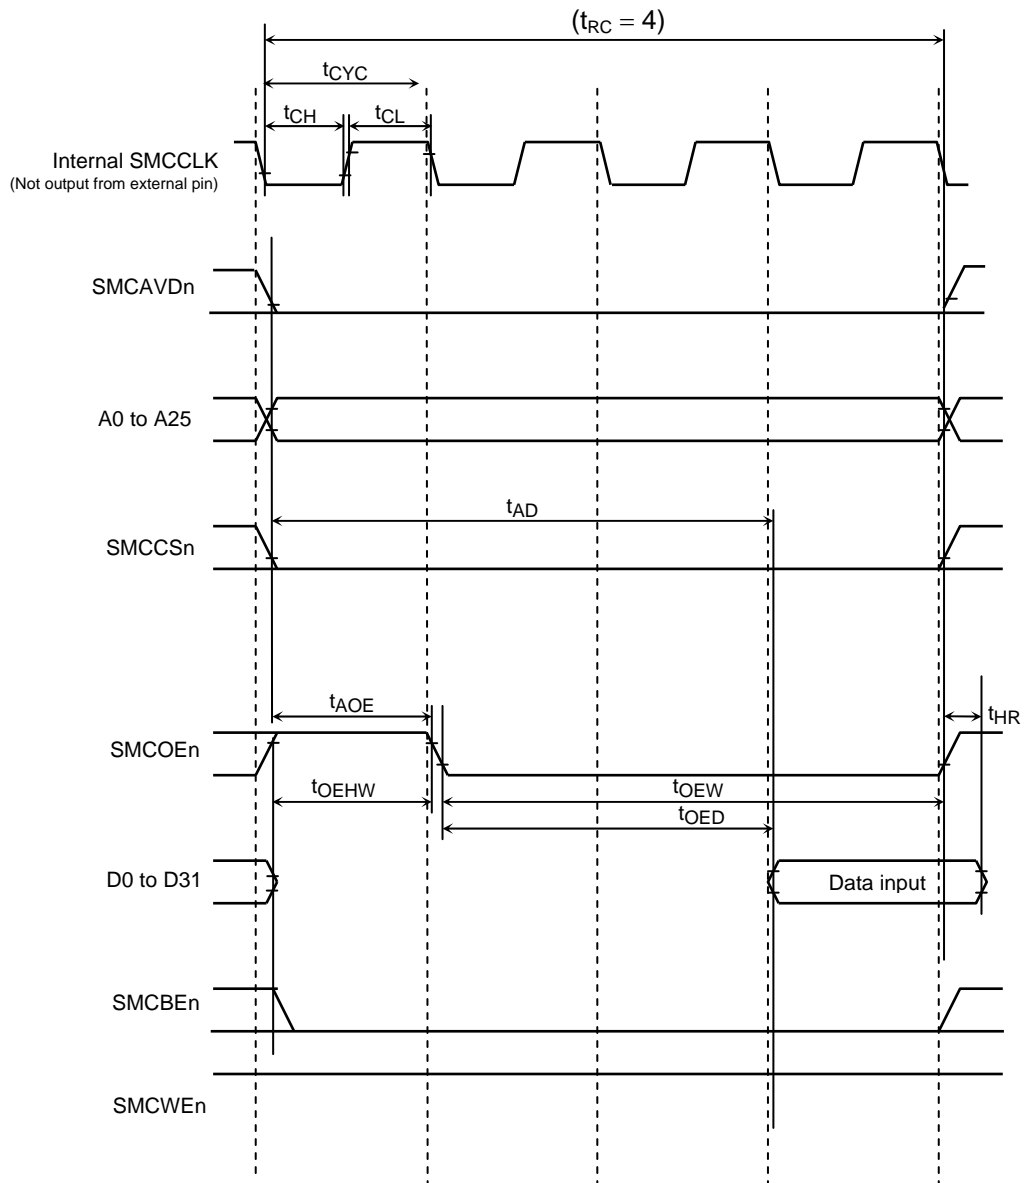 (tRC = 4)
tCYC
tCH
tCL
Internal SMCCLK
(Not output from external pin)
SMCAVDn
A0 to A25
tAD
SMCCSn
tAOE
tHR
SMCOEn
tOEHW
tOEW
tOED
D0 to D31
Data input
SMCBEn
SMCWEn